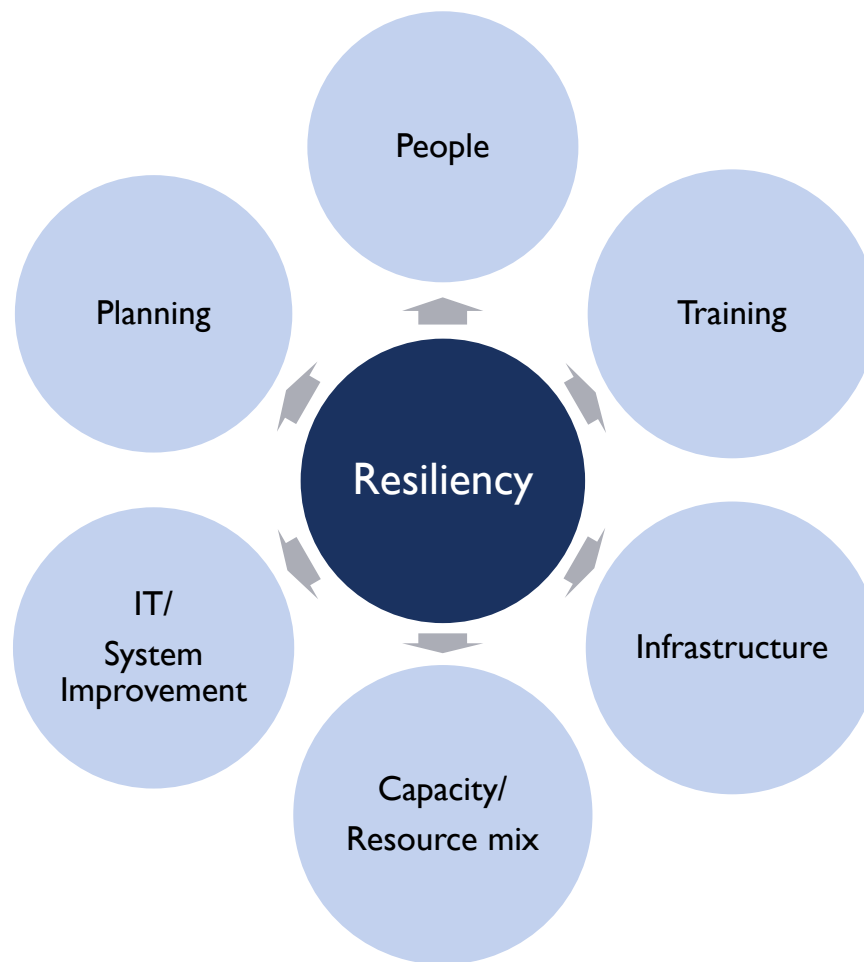 People
Planning
Training
Resiliency
IT/
System
Improvement
Infrastructure
Capacity/
Resource mix